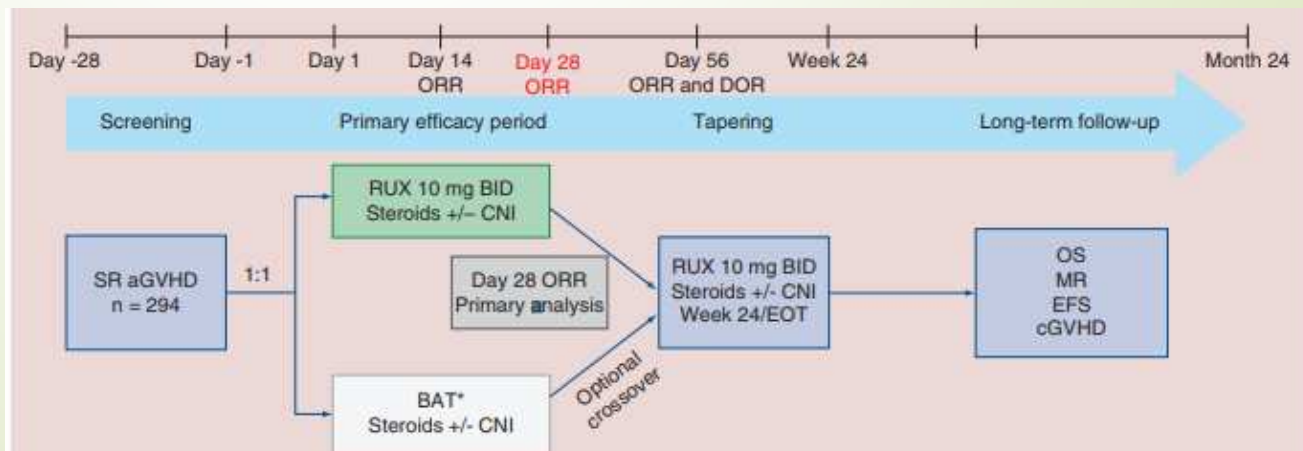 Day -28
Day -1
Day 1
Day 14
ORR
Day 28
ORR
Day 56
ORR and DOR
Week 24
Month 24
Screening
Primary efficacy period
Tapering
Long-term follow-up
SR aGVHD
n = 294
1:1
RUX 10 mg BID
Steroids +/– CNI
Day 28 ORR
Primary analysis
BAT*
Steroids +/- CNI
Optional
crossover
RUX 10 mg BID
Steroids +/- CNI
Week 24/EOT
OS
MR
EFS
cGVHD